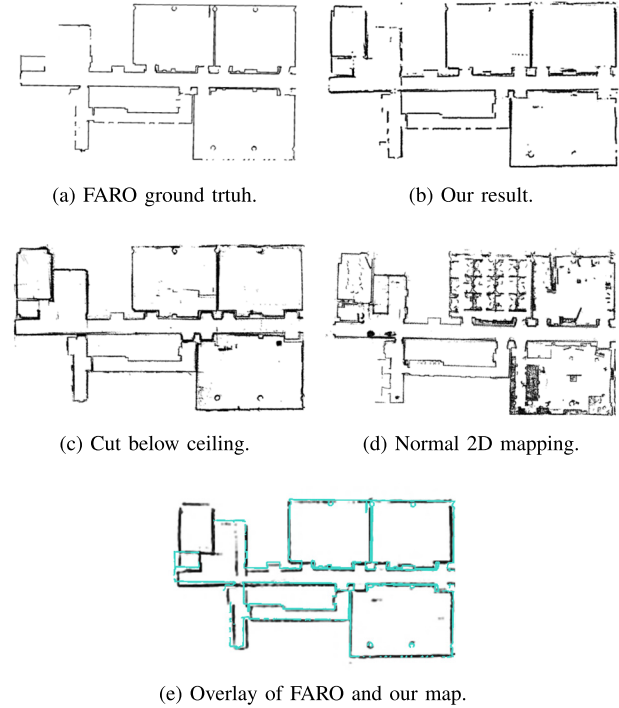 (a) FARO ground trtuh.
(b) Our result.
(c) Cut below ceiling.
(d) Normal 2D mapping.
(e) Overlay of FARO and our map.